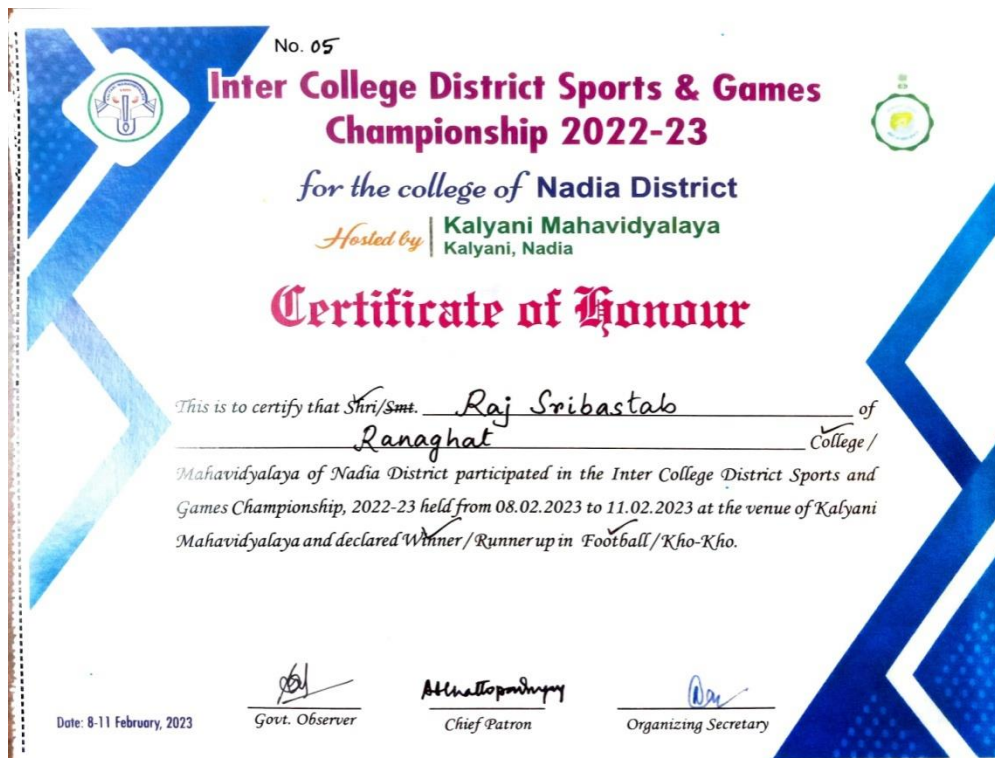 No. 05
Inter College District Sports & Games
Championship 2022-23
for the college of Nadia District
Hosted by Kalyani Mahavidyalaya
Kalyani, Nadia
Certificate of Honour
This is to certify that Shri/Smt. Raj Sribastab of
Ranaghat College /
Mahavidyalaya of Nadia District participated in the Inter College District Sports and
Games Championship, 2022-23 held from 08.02.2023 to 11.02.2023 at the venue of Kalyani
Mahavidyalaya and declared Winner / Runner up in Football / Kho-Kho.
Date: 8-11 February, 2023
Govt. Observer
Chief Patron
Organizing Secretary